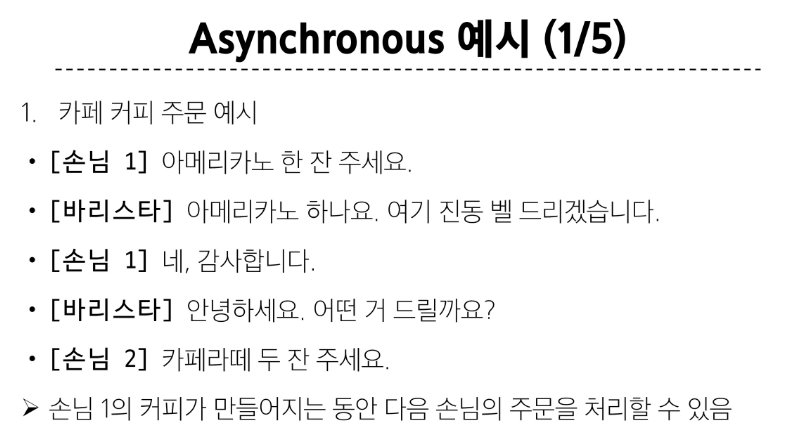 Asynchronous 예시 (1/5)
1. 카페 커피 주문 예시
• [손님 1] 아메리카노 한 잔 주세요.
• [바리스타] 아메리카노 하나요. 여기 진동 벨 드리겠습니다.
• [손님 1] 네, 감사합니다.
• [바리스타] 안녕하세요. 어떤 거 드릴까요?
• [손님 2] 카페라떼 두 잔 주세요.
➢ 손님 1의 커피가 만들어지는 동안 다음 손님의 주문을 처리할 수 있음